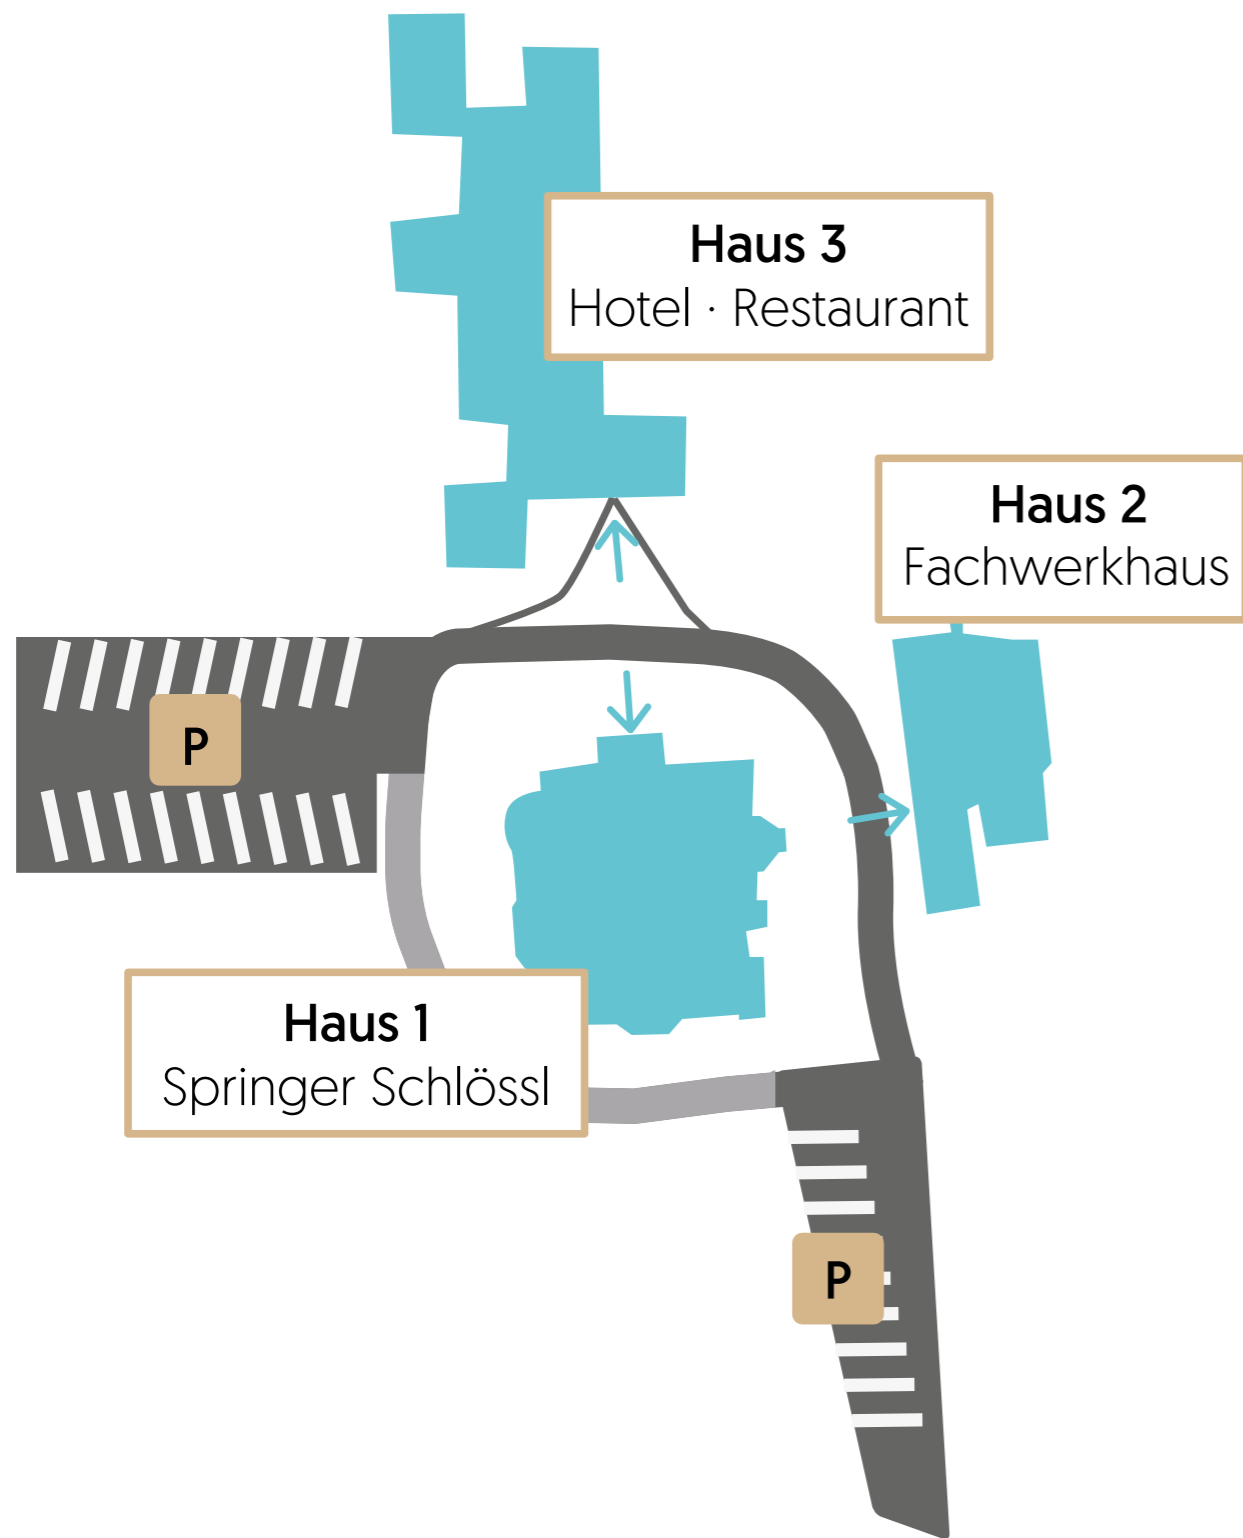 Haus 3
Hotel · Restaurant
Haus 2
Fachwerkhaus
P
Haus 1
Springer Schlössl
P